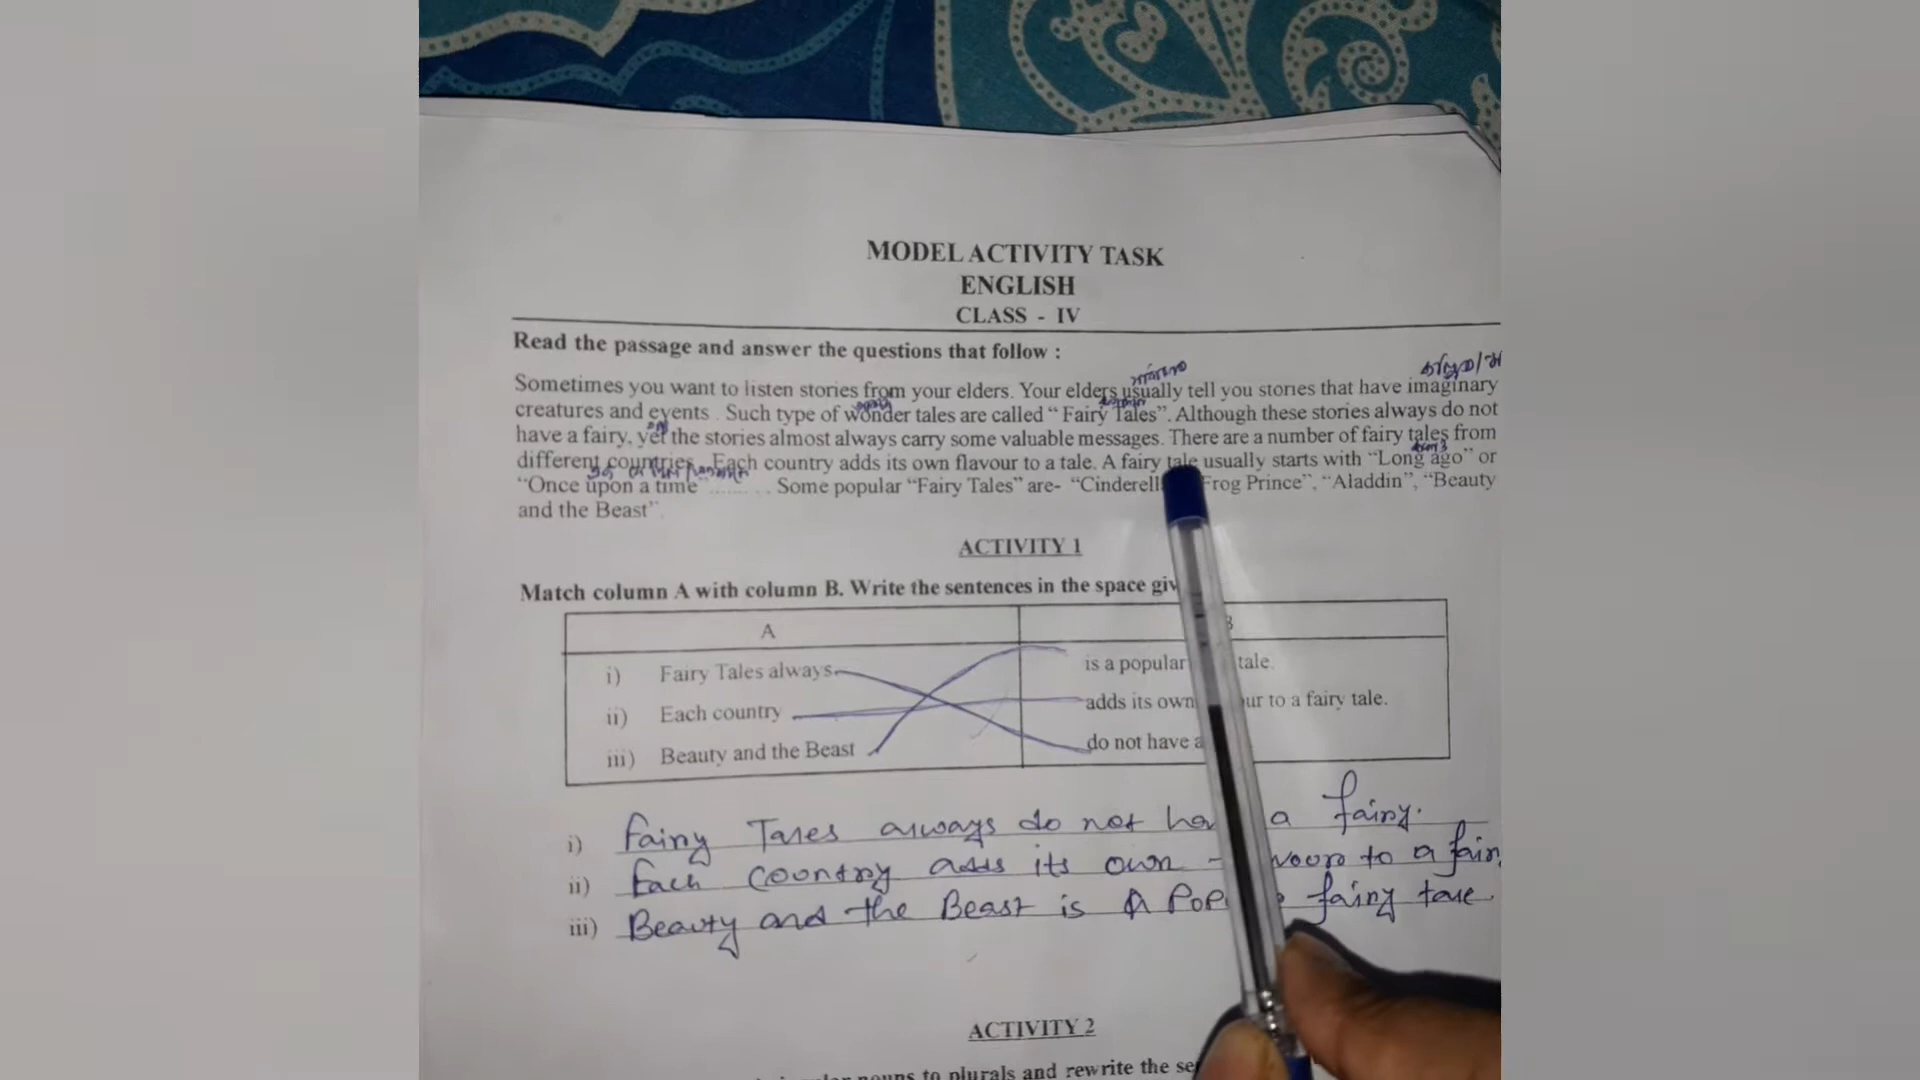 MODEL ACTIVITY TASK
ENGLISH
CLASS - IV
Read the passage and answer the questions that follow :
Sometimes you want to listen stories from your elders. Your elders usually tell you stories that have imaginary
creatures and events . Such type of wonder tales are called “ Fairy Tales”. Although these stories always do not
have a fairy, yet the stories almost always carry some valuable messages. There are a number of fairy tales from
different countries. Each country adds its own flavour to a tale. A fairy tale usually starts with “Long ago” or
“Once upon a time” ......... Some popular “Fairy Tales” are- “Cinderell Frog Prince”, “Aladdin”, “Beauty
and the Beast”
ACTIVITY 1
Match column A with column B. Write the sentences in the space giv
A
i) Fairy Tales always is a popular tale.
ii) Each country adds its own ur to a fairy tale.
iii) Beauty and the Beast do not have a
i) Fairy Tales always do not ha a fairy.
ii) Each Country adds its own to a fair
iii) Beauty and the Beast is a Pop fairy tale
ACTIVITY 2
nouns to plurals and rewrite the se